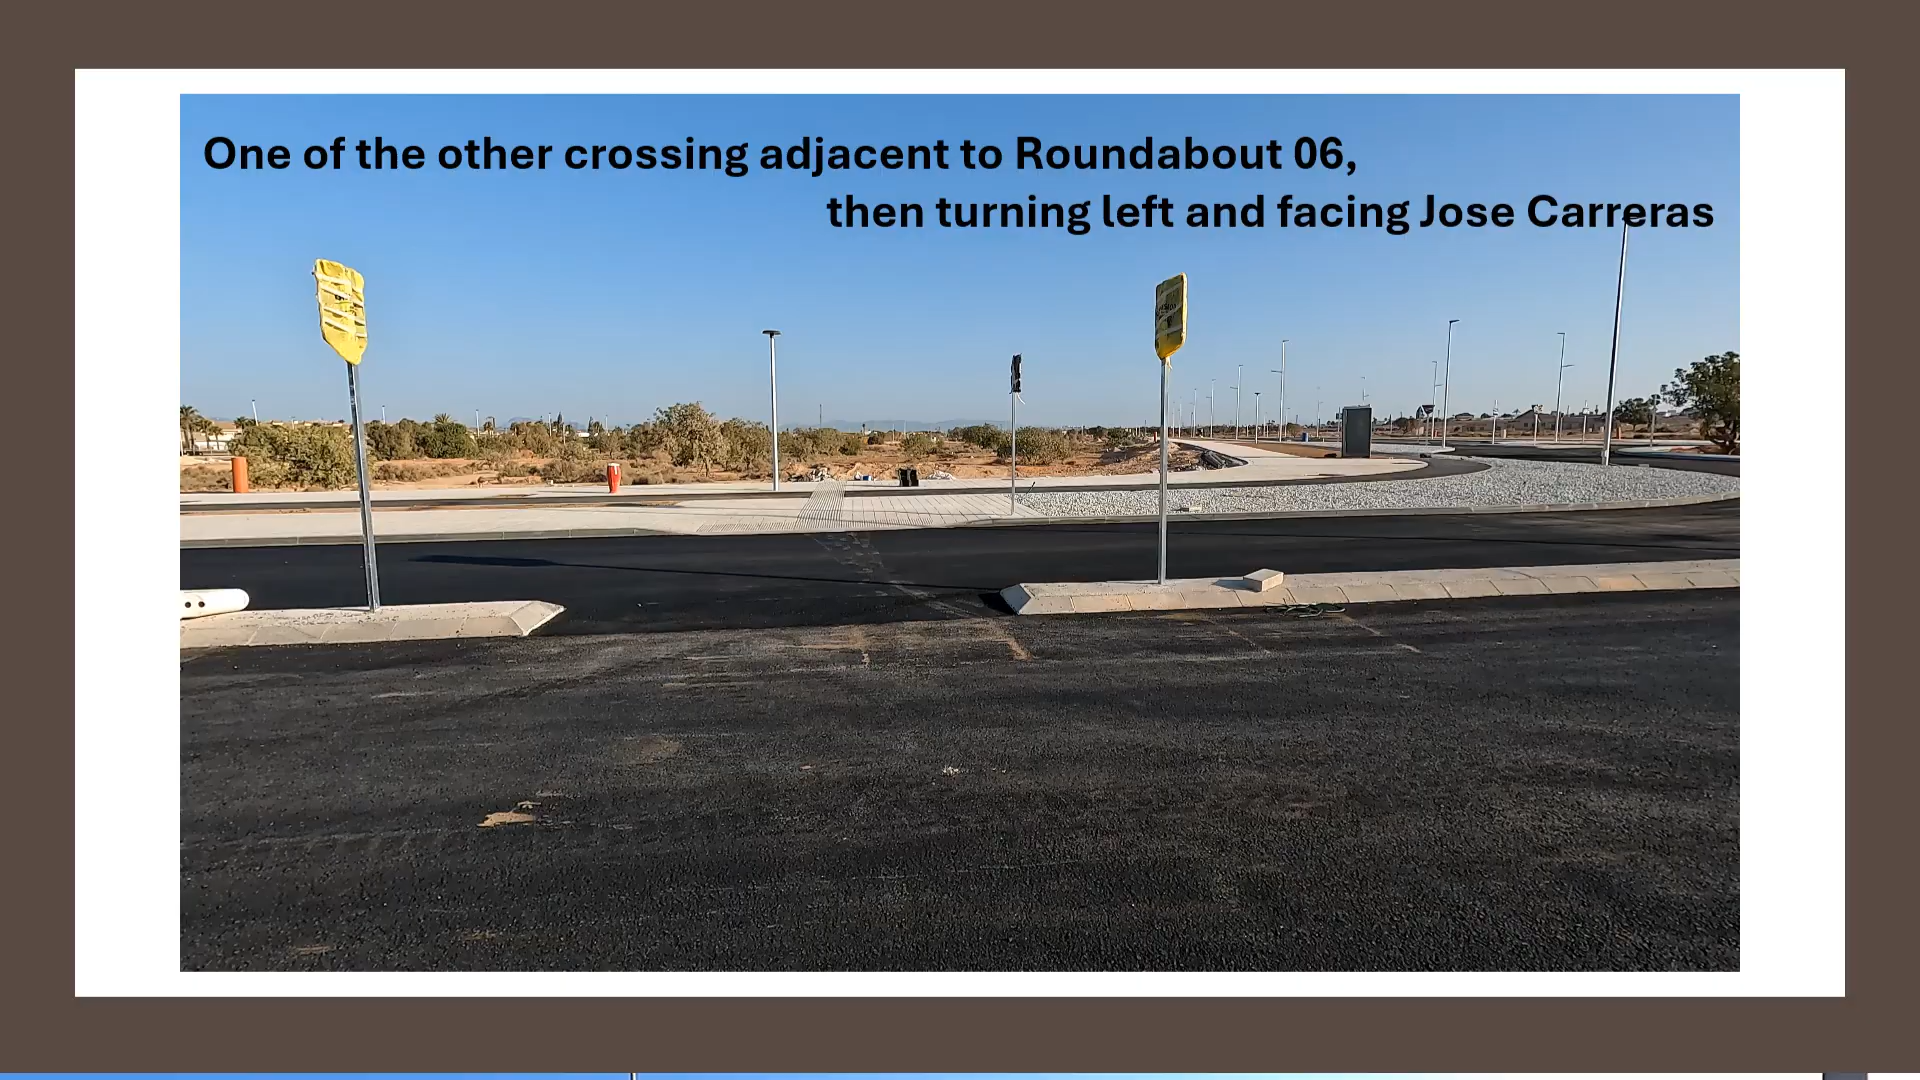 One of the other crossing adjacent to Roundabout 06,
then turning left and facing Jose Carreras